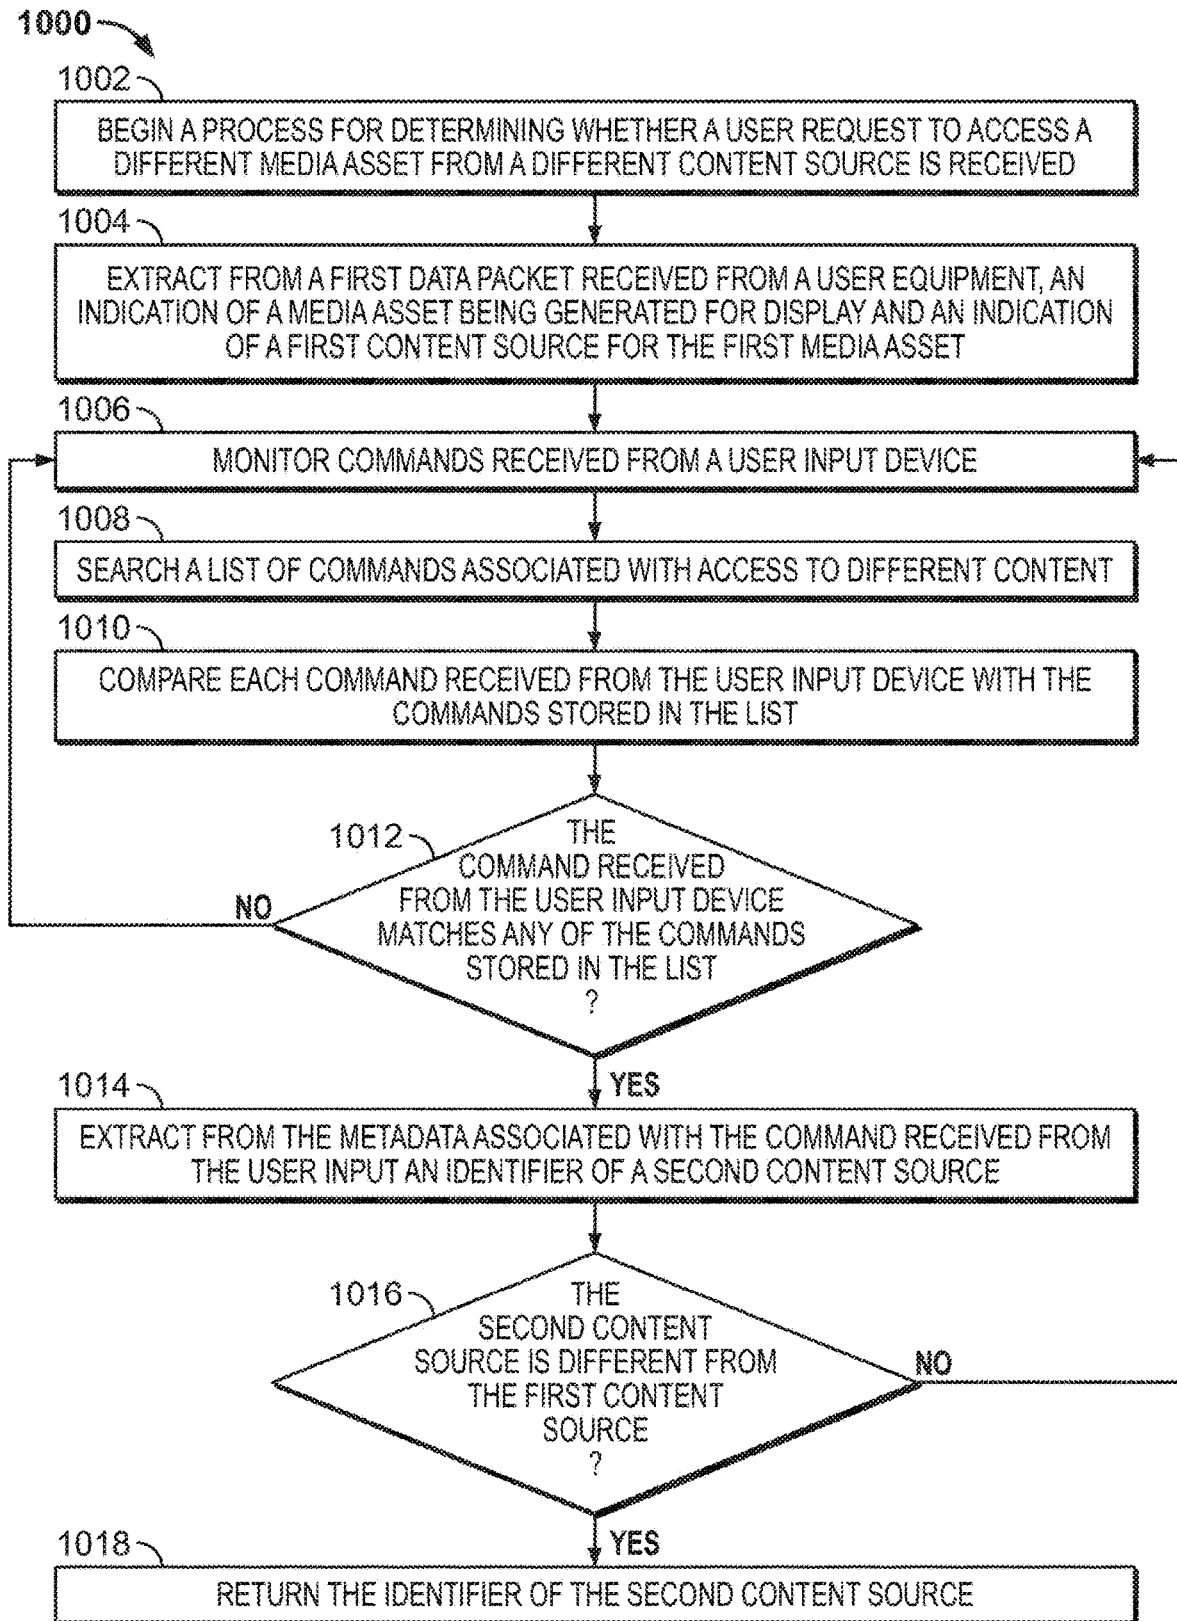 1000
1002
BEGIN A PROCESS FOR DETERMINING WHETHER A USER REQUEST TO ACCESS A
DIFFERENT MEDIA ASSET FROM A DIFFERENT CONTENT SOURCE IS RECEIVED
1004
EXTRACT FROM A FIRST DATA PACKET RECEIVED FROM A USER EQUIPMENT, AN
INDICATION OF A MEDIA ASSET BEING GENERATED FOR DISPLAY AND AN INDICATION
OF A FIRST CONTENT SOURCE FOR THE FIRST MEDIA ASSET
1006
MONITOR COMMANDS RECEIVED FROM A USER INPUT DEVICE
1008
SEARCH A LIST OF COMMANDS ASSOCIATED WITH ACCESS TO DIFFERENT CONTENT
1010
COMPARE EACH COMMAND RECEIVED FROM THE USER INPUT DEVICE WITH THE
COMMANDS STORED IN THE LIST
1012
THE
COMMAND RECEIVED
FROM THE USER INPUT DEVICE
MATCHES ANY OF THE COMMANDS
STORED IN THE LIST
?
NO
YES
1014
EXTRACT FROM THE METADATA ASSOCIATED WITH THE COMMAND RECEIVED FROM
THE USER INPUT AN IDENTIFIER OF A SECOND CONTENT SOURCE
1016
THE
SECOND CONTENT
SOURCE IS DIFFERENT FROM
THE FIRST CONTENT
SOURCE
?
NO
YES
1018
RETURN THE IDENTIFIER OF THE SECOND CONTENT SOURCE